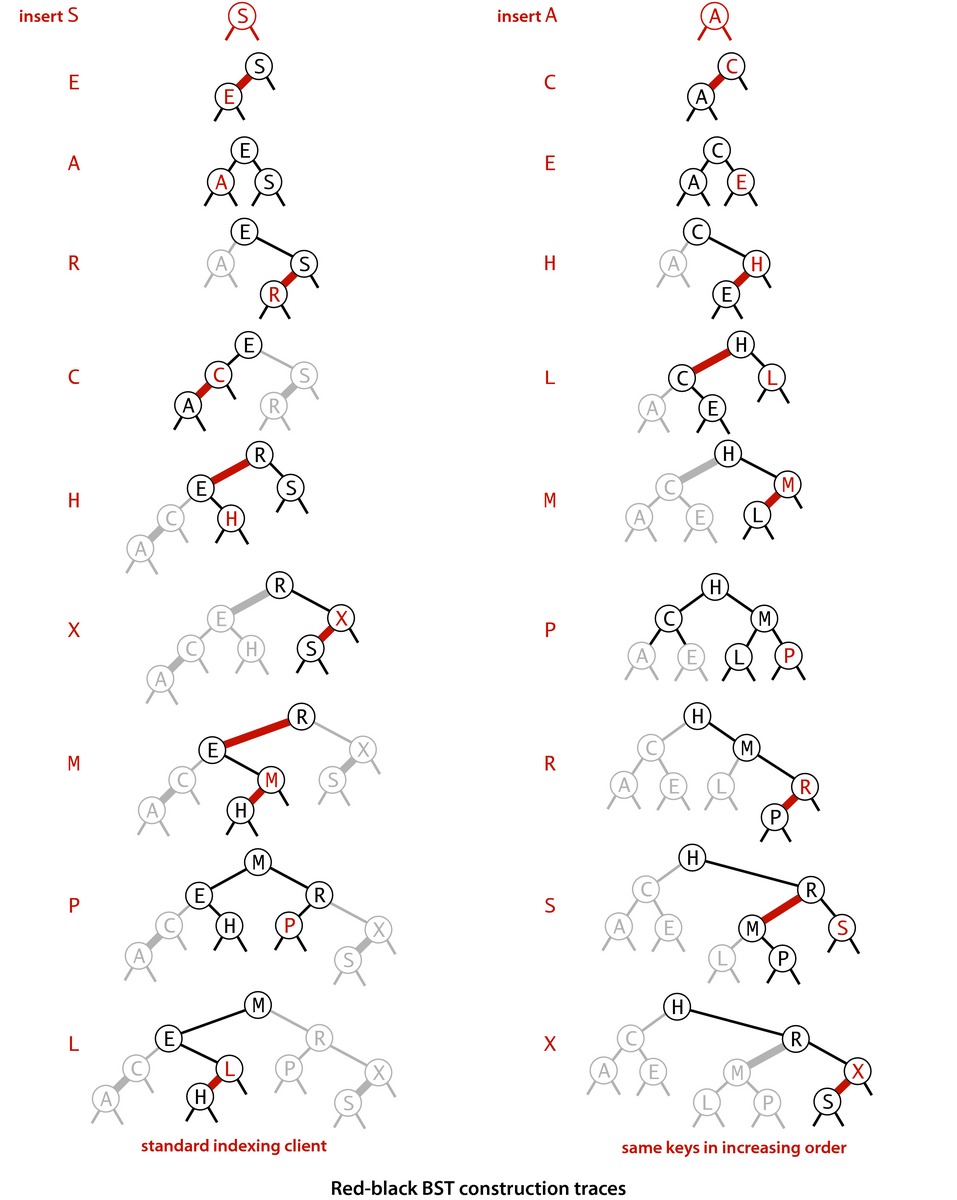 insert S
S
E
S
E
A
E
A S
R
E
A S
R
C
E
C S
A R
H
R
E S
C H
A
X
R
E X
C H S
A
M
R
E X
C M S
A H
P
M
E R
C H P X
A S
L
M
E R
C L P X
A H S
standard indexing client
insert A
A
C
C
A
E
C
A E
H
C
A H
E
L
H
C L
A E
M
H
C M
A E L
P
H
C M
A E L P
R
H
C M
A E L R
P
S
H
C R
A E M S
L P
X
H
C R
A E M X
L P S
same keys in increasing order
Red-black BST construction traces